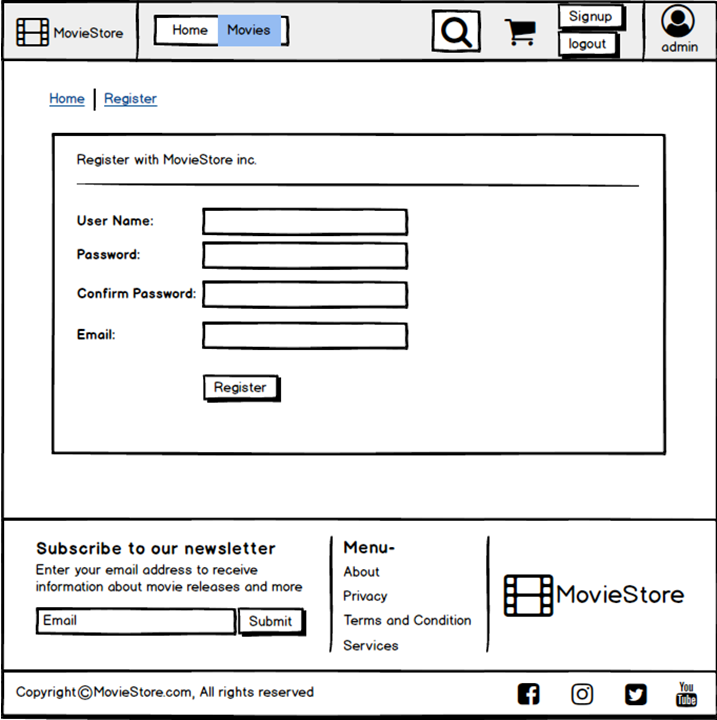 MovieStore
Home Movies
Signup
logout
admin
Home Register
Register with MovieStore inc.
User Name:
Password:
Confirm Password:
Email:
Register
Subscribe to our newsletter
Enter your email address to receive
information about movie releases and more
Email Submit
Menu-
About
Privacy
Terms and Condition
Services
MovieStore
Copyright©MovieStore.com, All rights reserved
You
Tube